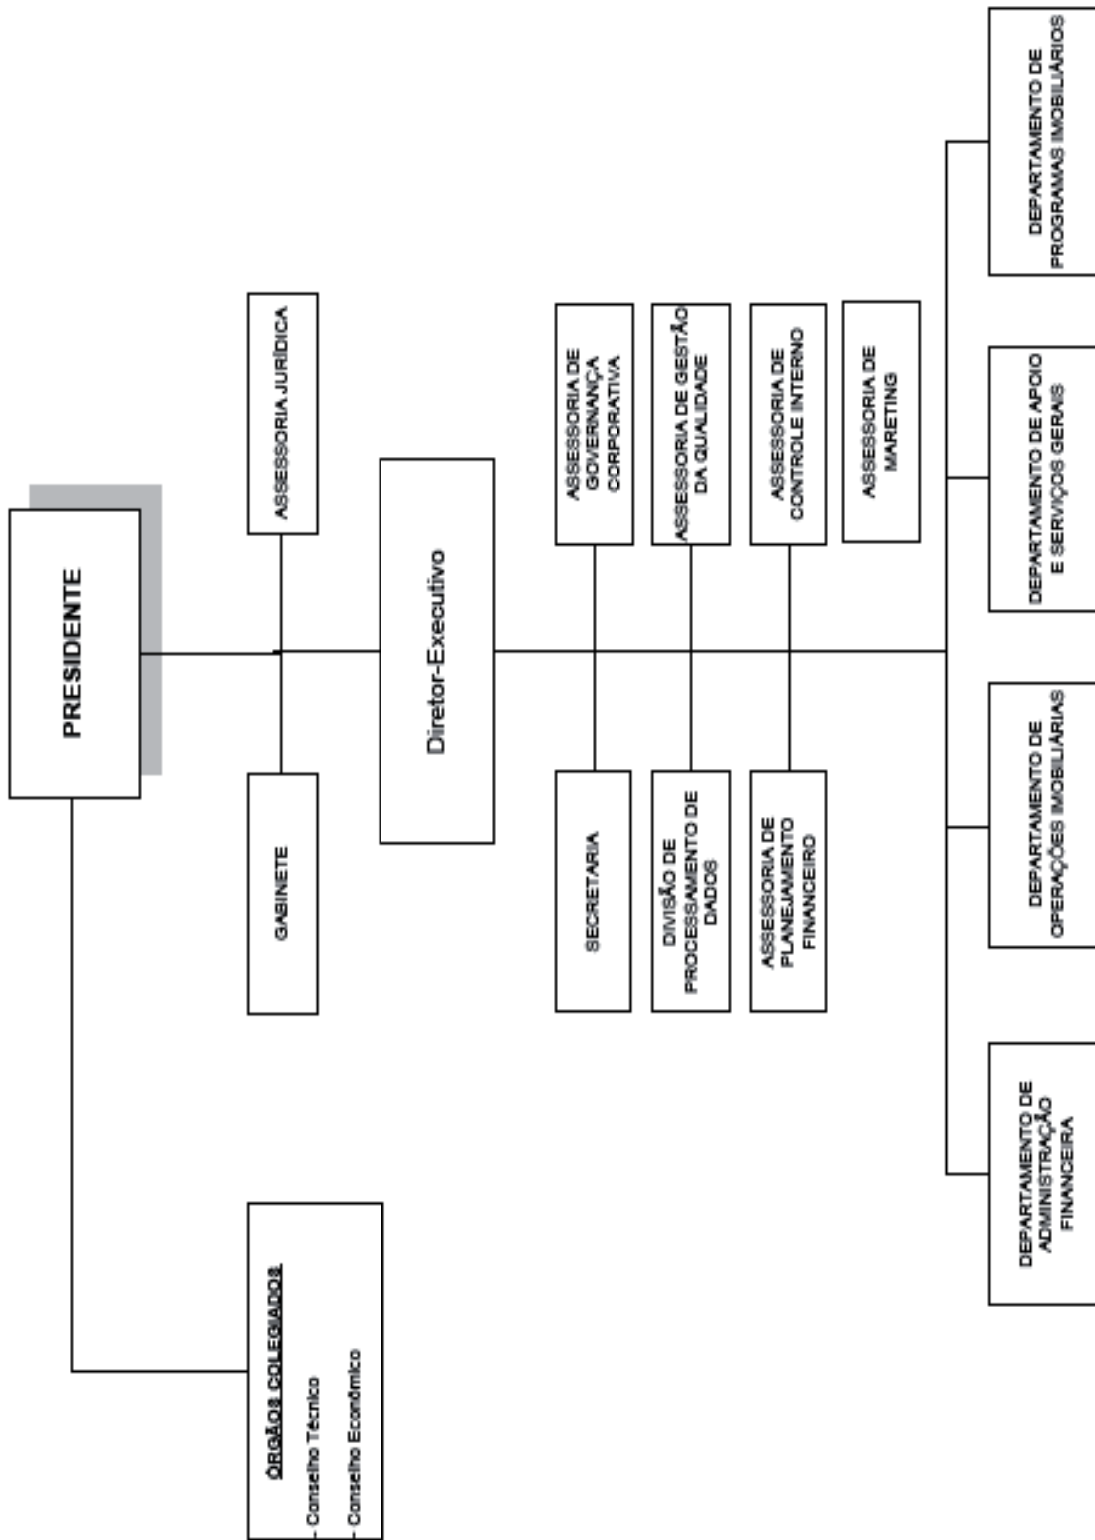 PRESIDENTE
ÓRGÃOS COLEGIADOS
- Conselho Técnico
- Conselho Econômico
GABINETE
ASSESSORIA JURÍDICA
Diretor-Executivo
SECRETARIA
ASSESSORIA DE
GOVERNANÇA
CORPORATIVA
DIVISÃO DE
PROCESSAMENTO DE
DADOS
ASSESSORIA DE GESTÃO
DA QUALIDADE
ASSESSORIA DE
PLANEJAMENTO
FINANCEIRO
ASSESSORIA DE
CONTROLE INTERNO
ASSESSORIA DE
MARETING
DEPARTAMENTO DE
ADMINISTRAÇÃO
FINANCEIRA
DEPARTAMENTO DE
OPERAÇÕES IMOBILIÁRIAS
DEPARTAMENTO DE APOIO
E SERVIÇOS GERAIS
DEPARTAMENTO DE
PROGRAMAS IMOBILIÁRIOS